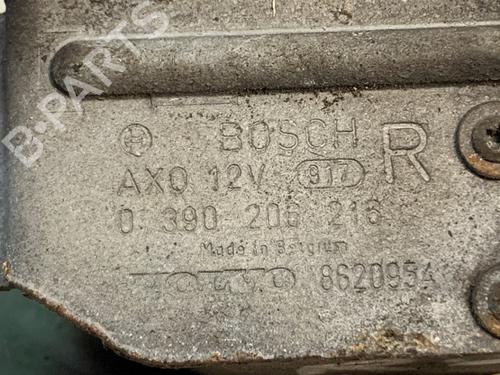 B-PARTS
BOSCH
AXO 12V 917 R
0 390 206 216
Made in Belgium
VOLVO 8620954